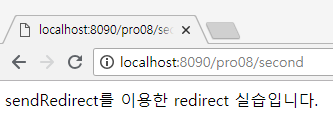 localhost:8090/pro08/sec
localhost:8090/pro08/second
sendRedirect를 이용한 redirect 실습입니다.